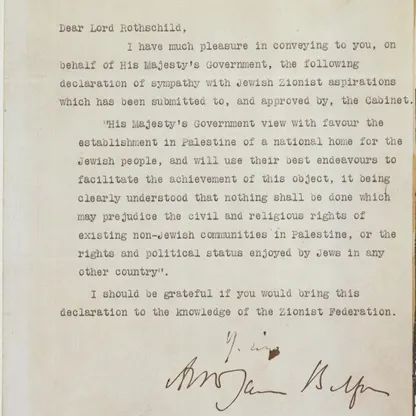 Dear Lord Rothschild,
I have much pleasure in conveying to you, on
behalf of His Majesty's Government, the following
declaration of sympathy with Jewish Zionist aspirations
which has been submitted to, and approved by, the Cabinet.
"His Majesty's Government view with favour the
establishment in Palestine of a national home for the
Jewish people, and will use their best endeavours to
facilitate the achievement of this object, it being
clearly understood that nothing shall be done which
may prejudice the civil and religious rights of
existing non-Jewish communities in Palestine, or the
rights and political status enjoyed by Jews in any
other country".
I should be grateful if you would bring this
declaration to the knowledge of the Zionist Federation.